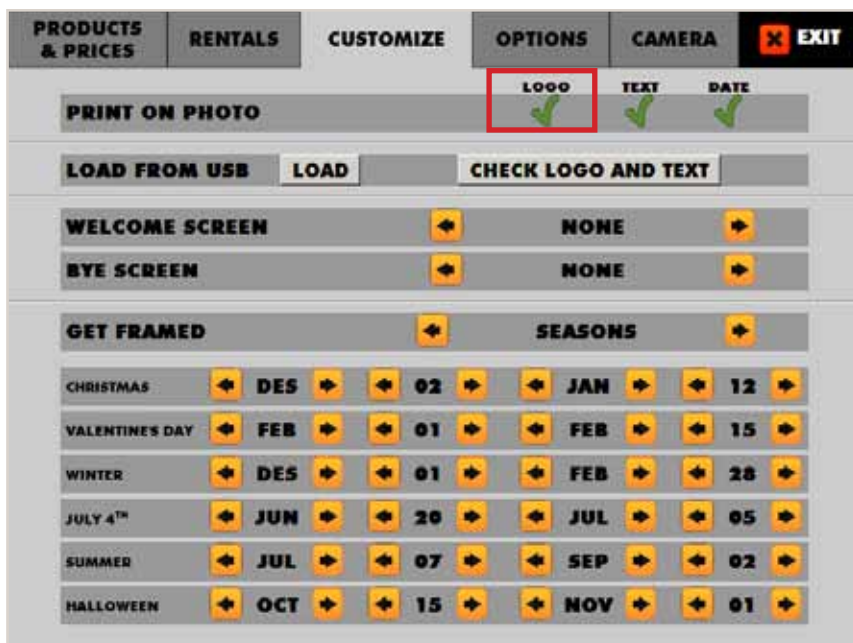 PRODUCTS & PRICES RENTALS CUSTOMIZE OPTIONS CAMERA EXIT
LOGO TEXT DATE
PRINT ON PHOTO
LOAD FROM USB LOAD CHECK LOGO AND TEXT
WELCOME SCREEN NONE
BYE SCREEN NONE
GET FRAMED SEASONS
CHRISTMAS DES 02 JAN 12
VALENTINE'S DAY FEB 01 FEB 15
WINTER DES 01 FEB 28
JULY 4TH JUN 20 JUL 05
SUMMER JUL 07 SEP 02
HALLOWEEN OCT 15 NOV 01